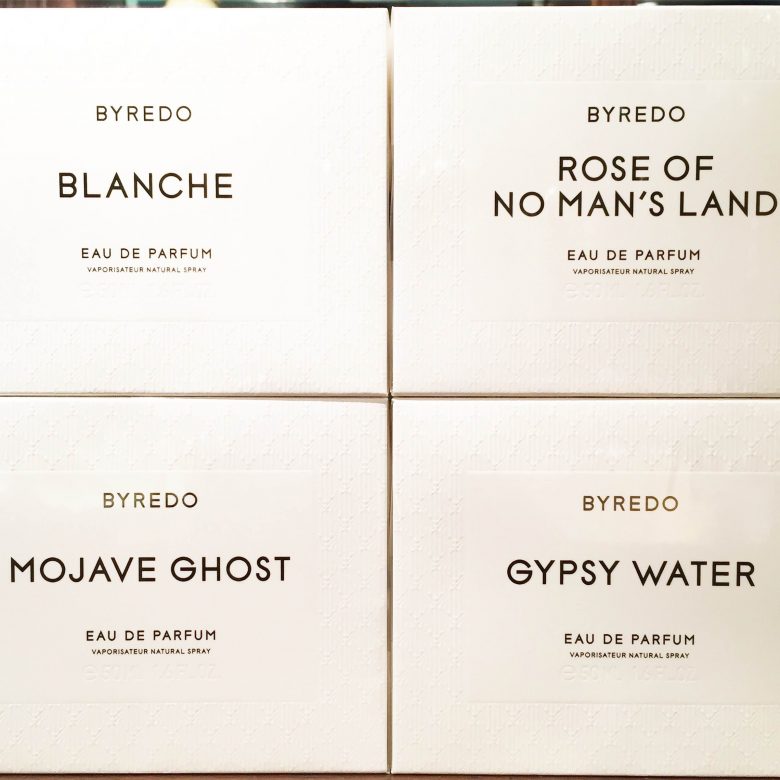 BYREDO
BLANCHE
EAU DE PARFUM
VAPORISATEUR NATURAL SPRAY
BYREDO
ROSE OF
NO MAN'S LAND
EAU DE PARFUM
VAPORISATEUR NATURAL SPRAY
BYREDO
MOJAVE GHOST
EAU DE PARFUM
VAPORISATEUR NATURAL SPRAY
BYREDO
GYPSY WATER
EAU DE PARFUM
VAPORISATEUR NATURAL SPRAY